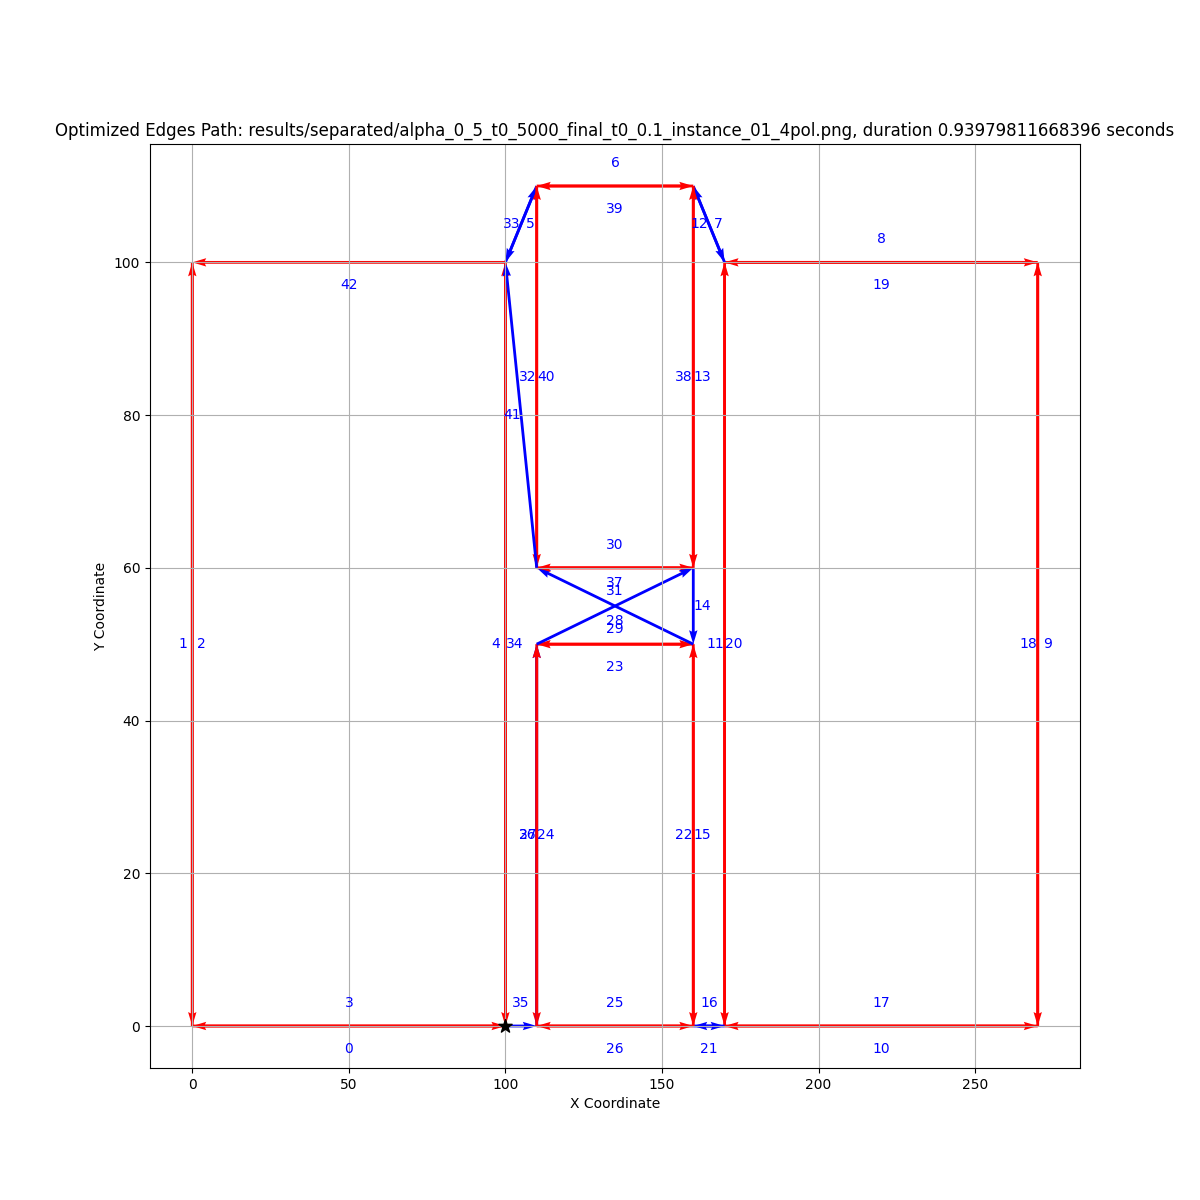 Optimized Edges Path: results/separated/alpha_0_5_t0_5000_final_t0_0.1_instance_01_4pol.png, duration 0.93979811668396 seconds
6
33 5 12 7
39
8
100
42 19
32 40 38 13
80 41
30
60
37
31
14
28
29
Y Coordinate
1 2 4 34 11 20 18 9
23
40
22 15
24
20
3 35 25 16 17
0
0 26 21 10
0 50 100 150 200 250
X Coordinate